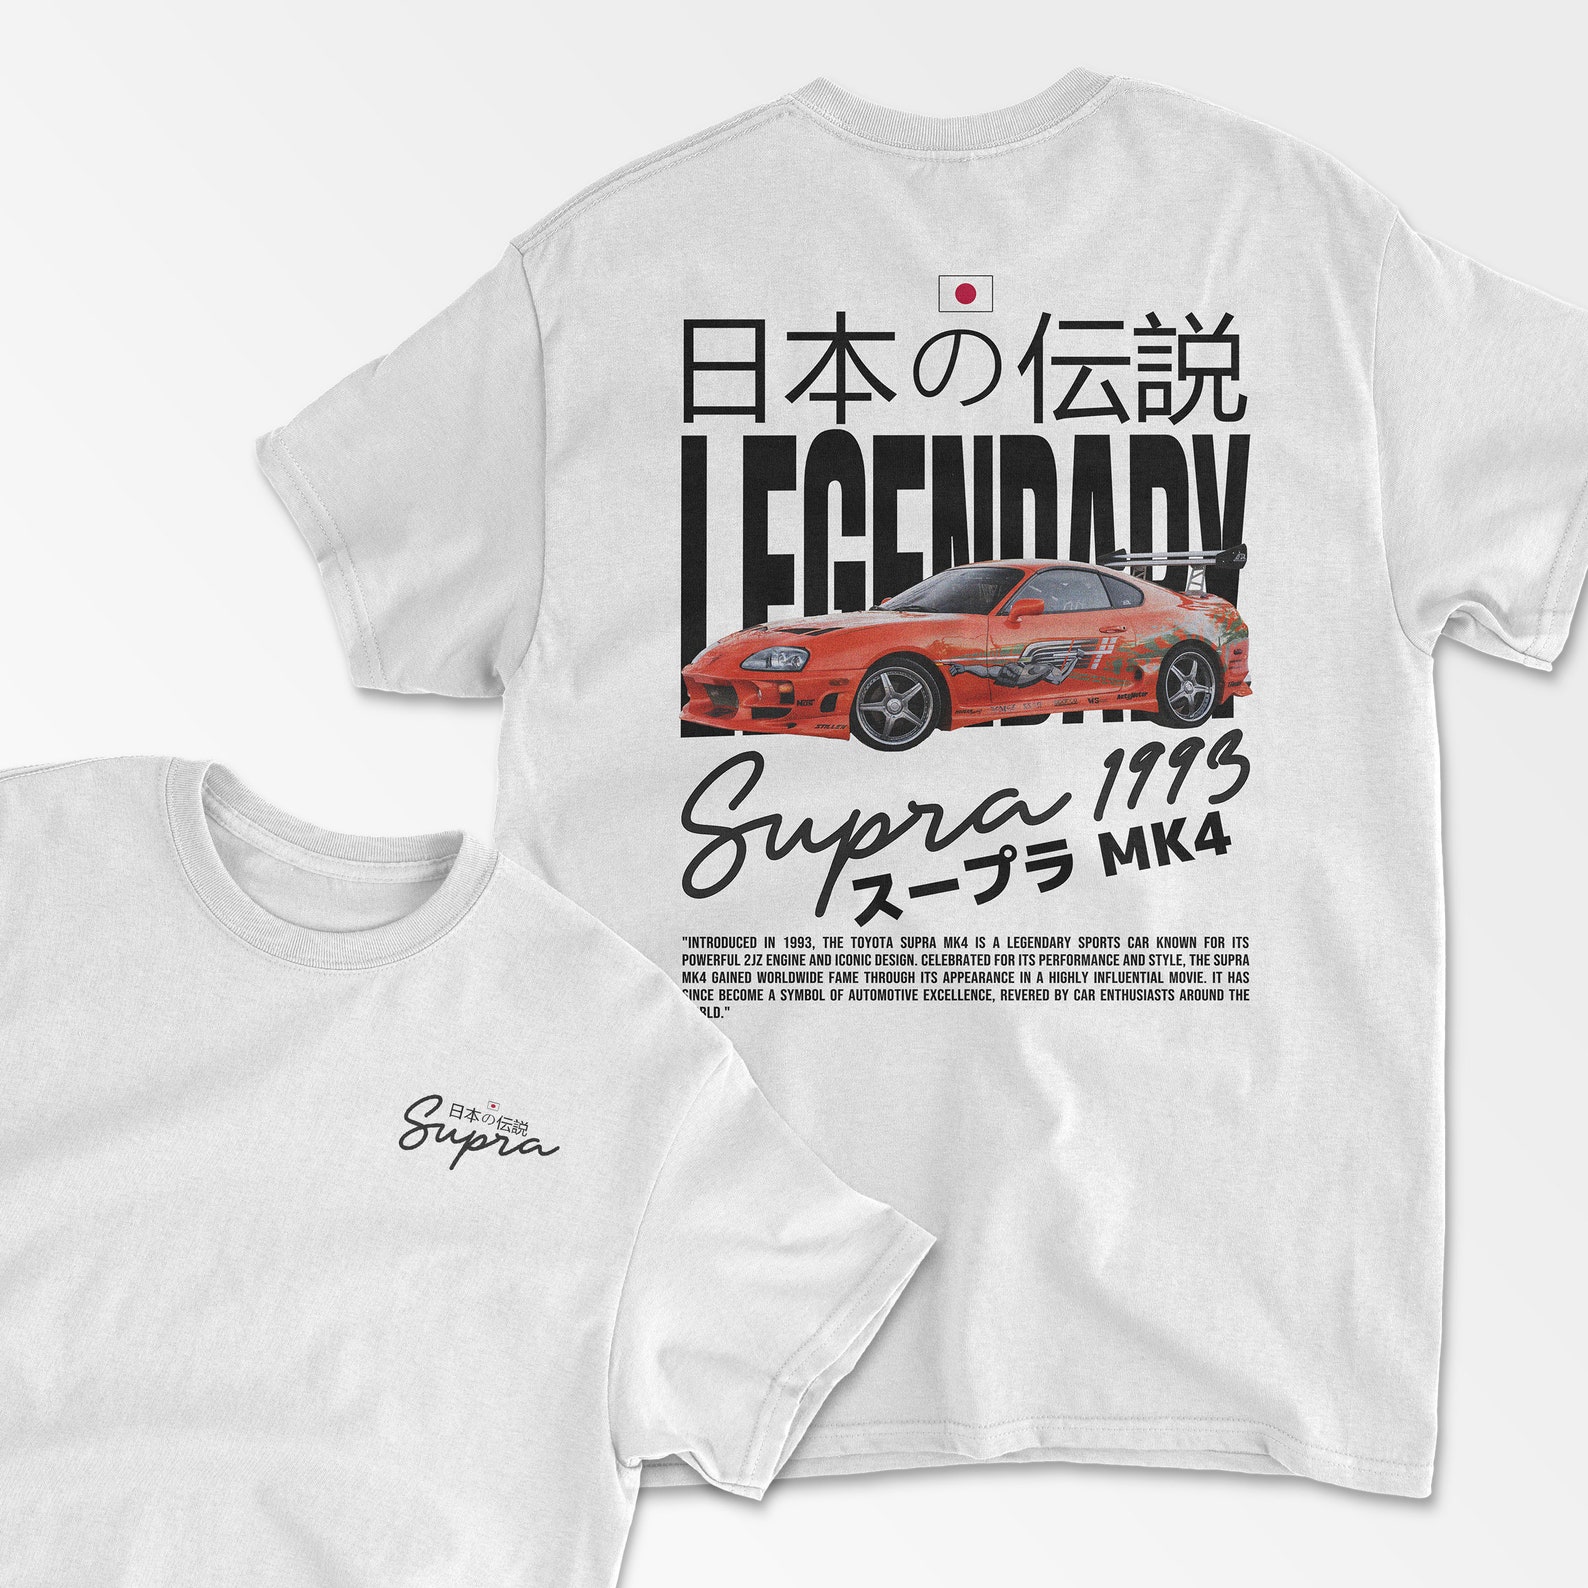 日本の伝説
LEGENDARY
Supra 1993
スープラ MK4
"INTRODUCED IN 1993, THE TOYOTA SUPRA MK4 IS A LEGENDARY SPORTS CAR KNOWN FOR ITS
POWERFUL 2JZ ENGINE AND ICONIC DESIGN. CELEBRATED FOR ITS PERFORMANCE AND STYLE, THE SUPRA
MK4 GAINED WORLDWIDE FAME THROUGH ITS APPEARANCE IN A HIGHLY INFLUENTIAL MOVIE. IT HAS
SINCE BECOME A SYMBOL OF AUTOMOTIVE EXCELLENCE, REVERED BY CAR ENTHUSIASTS AROUND THE
RLD."
日本の伝説
Supra